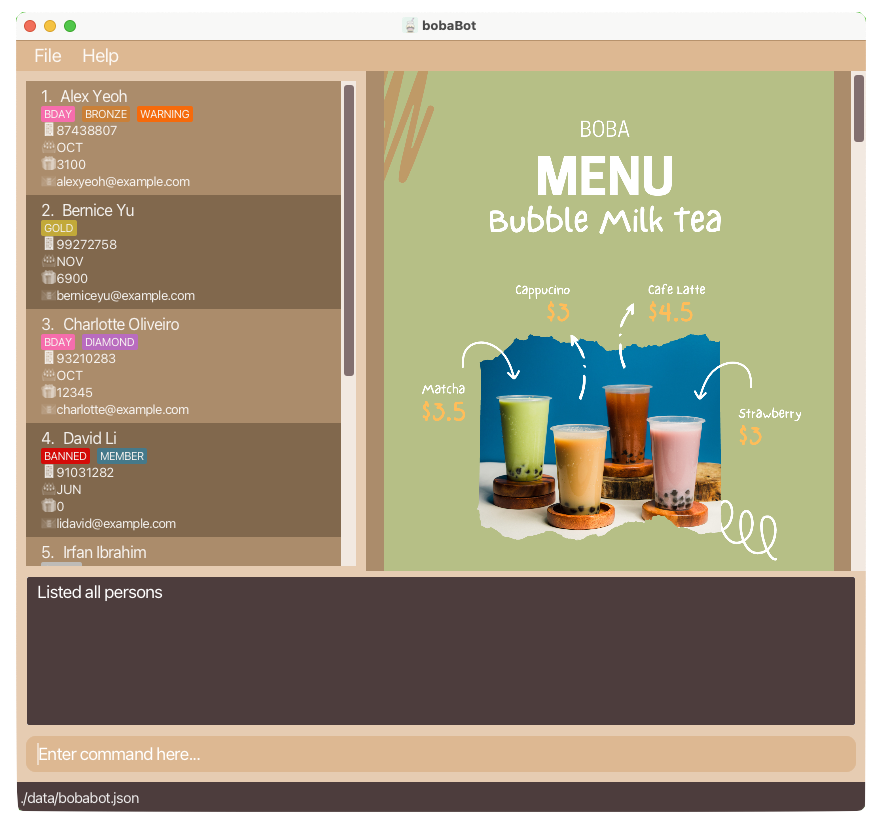 bobaBot
File Help
1. Alex Yeoh
BDAY BRONZE WARNING
87438807
OCT
3100
alexyeoh@example.com
2. Bernice Yu
GOLD
99272758
NOV
6900
berniceyu@example.com
3. Charlotte Oliveiro
BDAY DIAMOND
93210283
OCT
12345
charlotte@example.com
4. David Li
BANNED MEMBER
91031282
JUN
0
lidavid@example.com
5. Irfan Ibrahim
BOBA
MENU
Bubble Milk Tea
Cappucino
$3
Cafe Latte
$4.5
Matcha
$3.5
Strawberry
$3
Listed all persons
Enter command here...
./data/bobabot.json